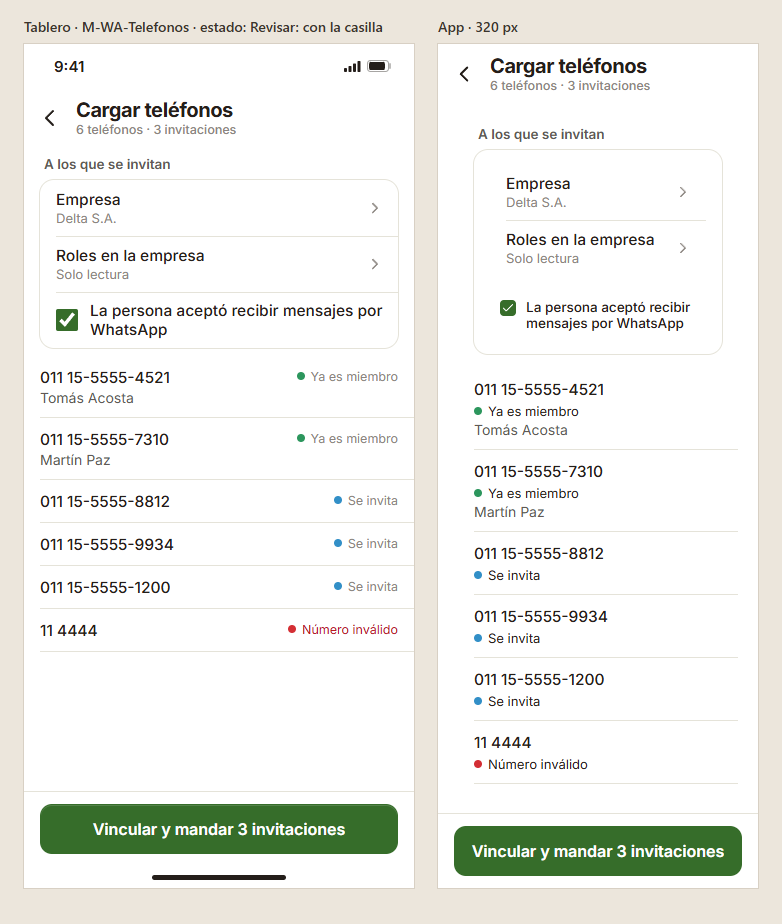 Tablero · M-WA-Telefonos · estado: Revisar: con la casilla
9:41
Cargar teléfonos
6 teléfonos · 3 invitaciones
A los que se invitan
Empresa
Delta S.A.
Roles en la empresa
Solo lectura
La persona aceptó recibir mensajes por
WhatsApp
011 15-5555-4521
Ya es miembro
Tomás Acosta
011 15-5555-7310
Ya es miembro
Martín Paz
011 15-5555-8812
Se invita
011 15-5555-9934
Se invita
011 15-5555-1200
Se invita
11 4444
Número inválido
Vincular y mandar 3 invitaciones
App · 320 px
Cargar teléfonos
6 teléfonos · 3 invitaciones
A los que se invitan
Empresa
Delta S.A.
Roles en la empresa
Solo lectura
La persona aceptó recibir
mensajes por WhatsApp
011 15-5555-4521
Ya es miembro
Tomás Acosta
011 15-5555-7310
Ya es miembro
Martín Paz
011 15-5555-8812
Se invita
011 15-5555-9934
Se invita
011 15-5555-1200
Se invita
11 4444
Número inválido
Vincular y mandar 3 invitaciones